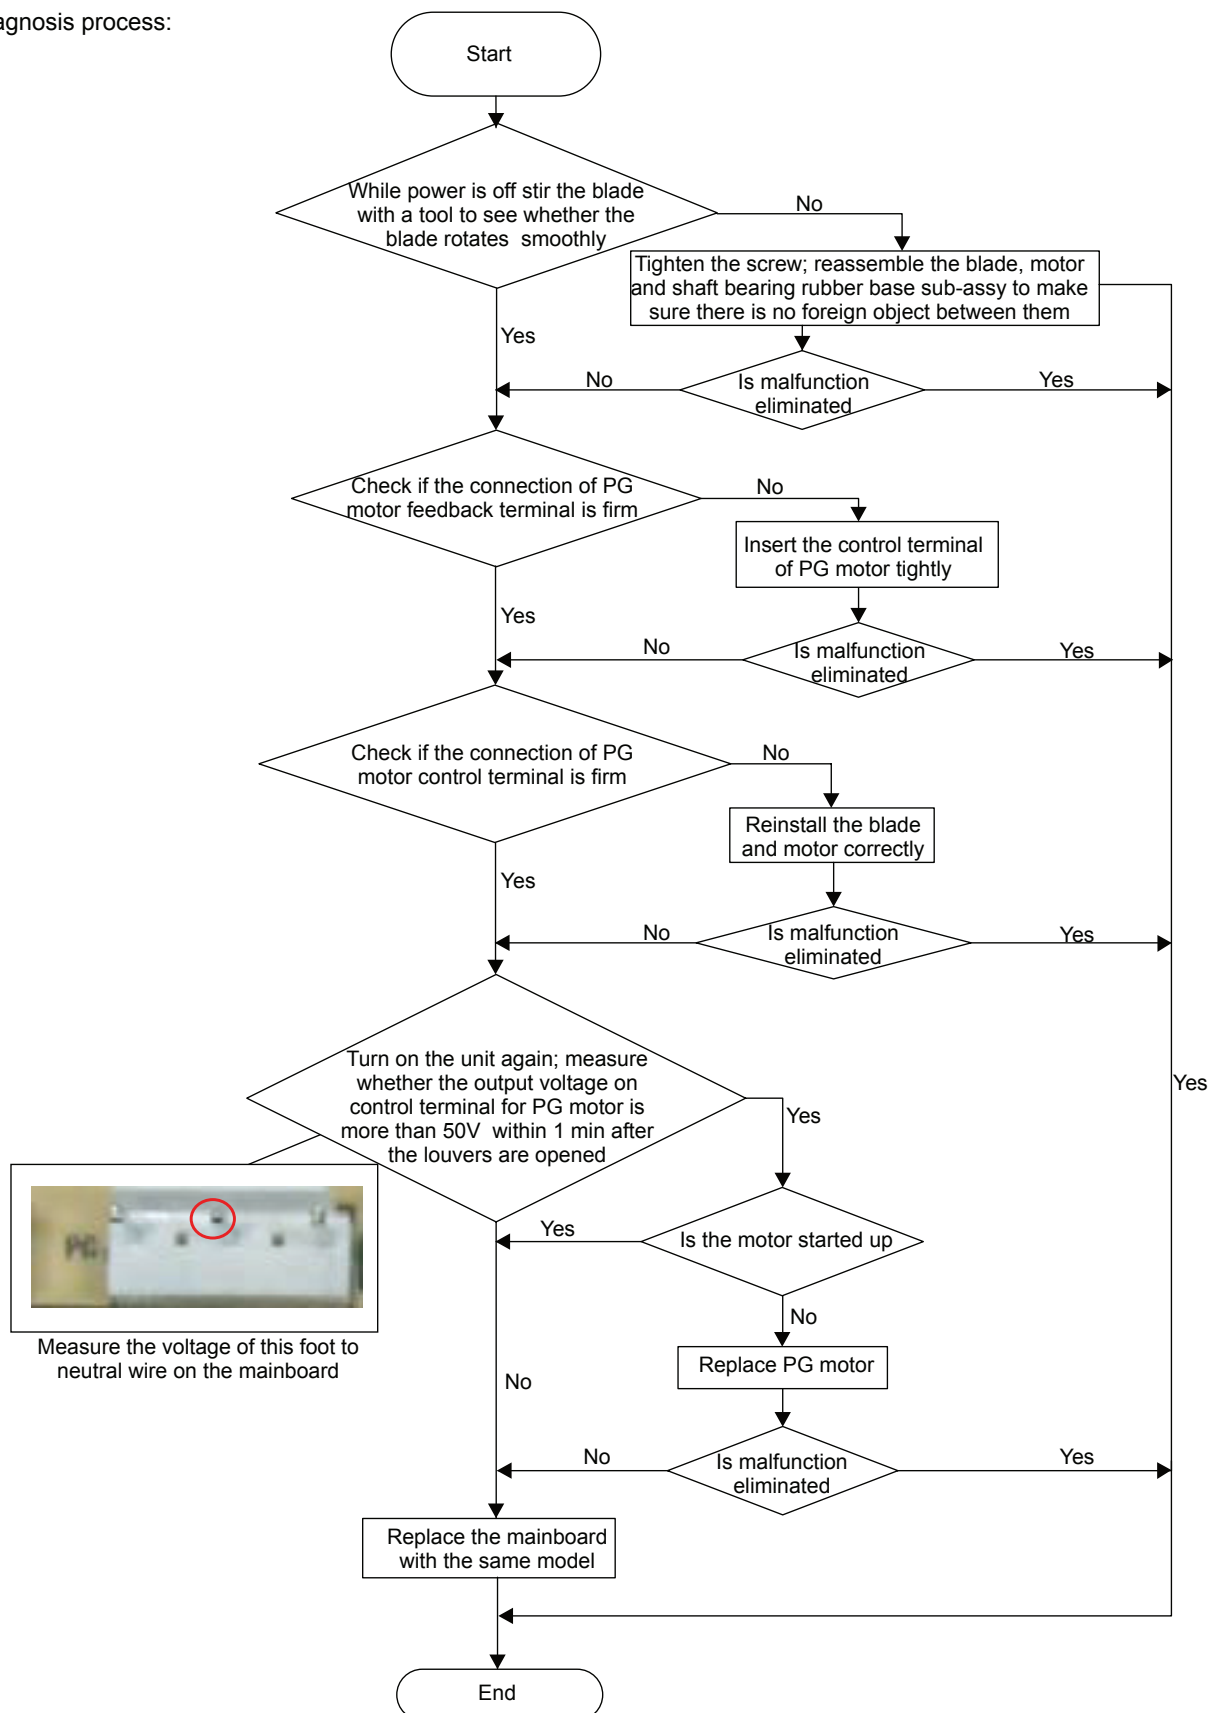 agnosis process:
Start
While power is off stir the blade
with a tool to see whether the
blade rotates smoothly
No
Tighten the screw; reassemble the blade, motor
and shaft bearing rubber base sub-assy to make
sure there is no foreign object between them
Yes
No
Is malfunction
eliminated
Yes
Check if the connection of PG
motor feedback terminal is firm
No
Insert the control terminal
of PG motor tightly
Yes
No
Is malfunction
eliminated
Yes
Check if the connection of PG
motor control terminal is firm
No
Reinstall the blade
and motor correctly
Yes
No
Is malfunction
eliminated
Yes
Turn on the unit again; measure
whether the output voltage on
control terminal for PG motor is
more than 50V within 1 min after
the louvers are opened
Yes
Yes
PG
Yes
Is the motor started up
Measure the voltage of this foot to
neutral wire on the mainboard
No
No
Replace PG motor
No
Is malfunction
eliminated
Yes
Replace the mainboard
with the same model
End